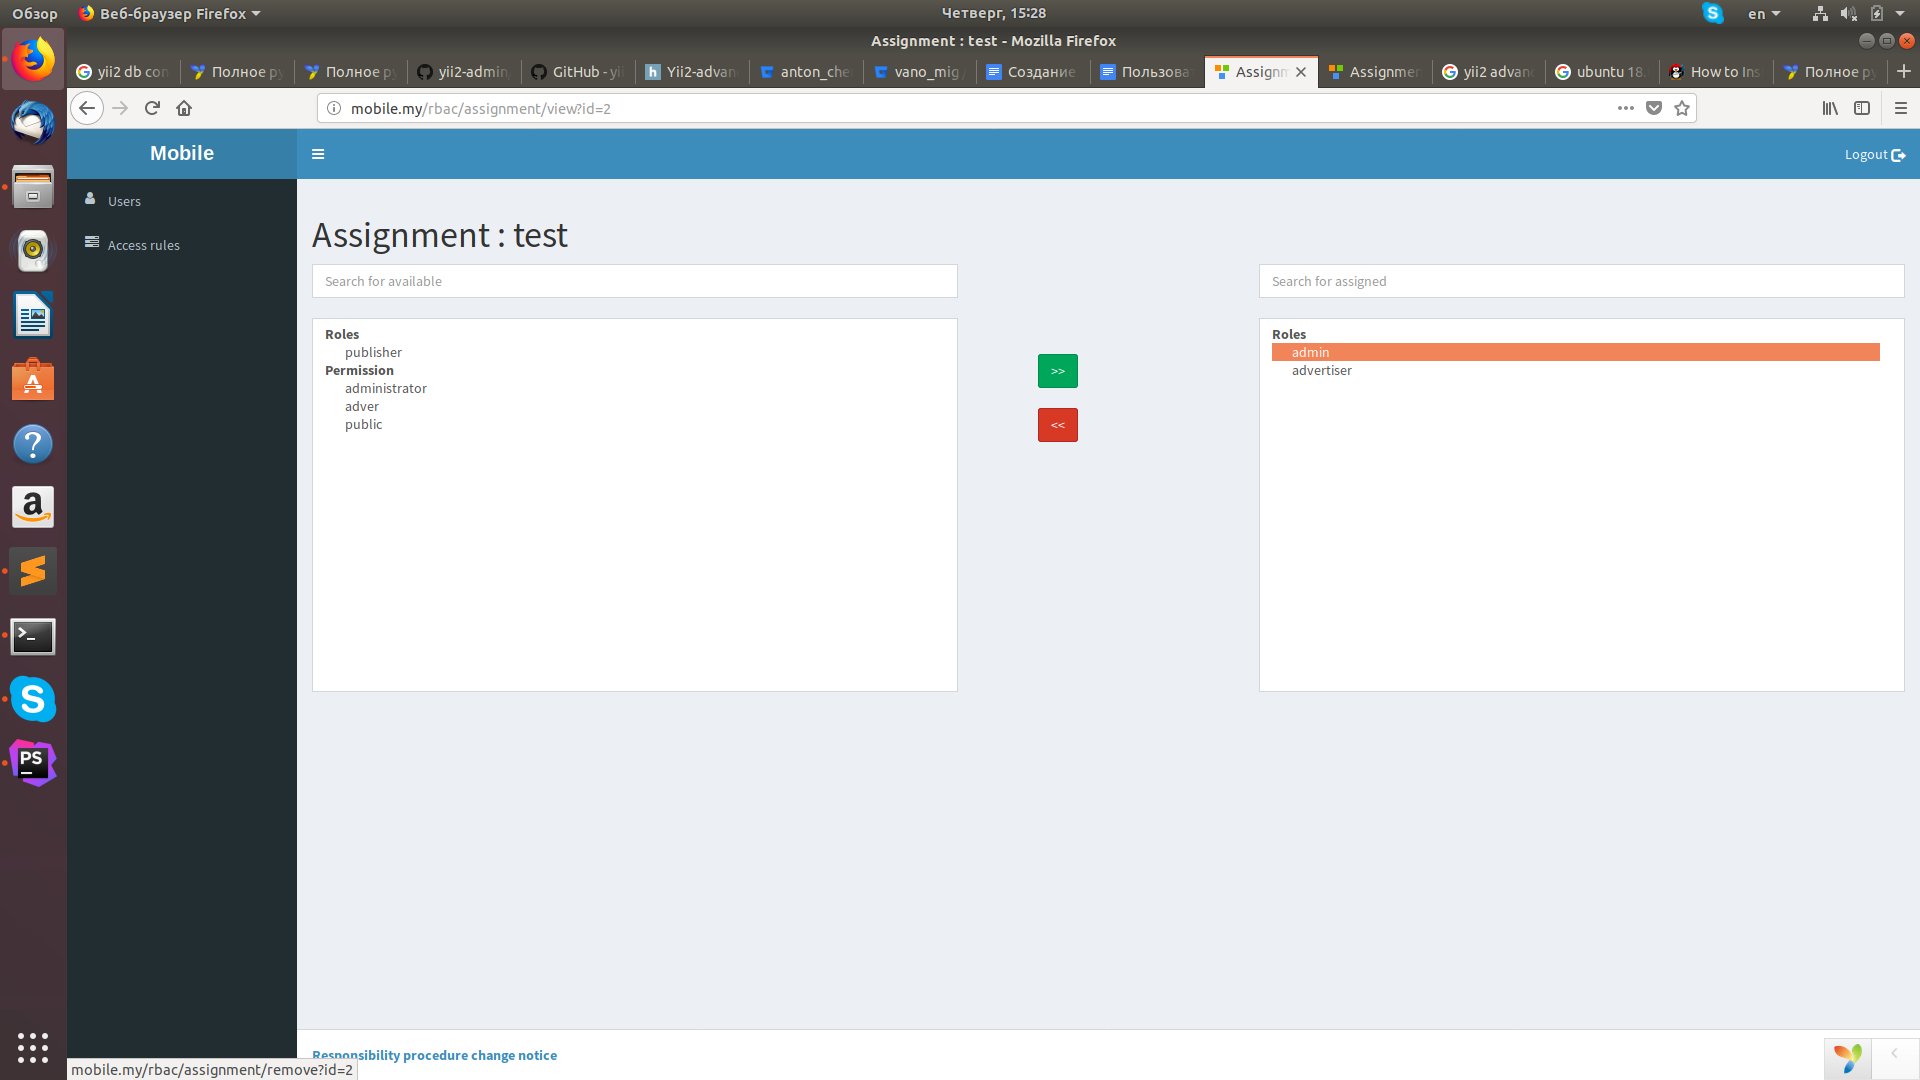 Обзор
Веб-браузер Firefox
Четверг, 15:28
en
Assignment : test - Mozilla Firefox
yii2 db con
Полное ру
Полное ру
yii2-admin
GitHub - yi
Yii2-advan
anton_che
vano_mig
Создание
Пользоват
Assignm
Assignmen
yii2 advan
ubuntu 18.
How to Ins
Полное ру
mobile.my/rbac/assignment/view?id=2
Mobile
Logout
Users
Access rules
Assignment : test
Search for available
Search for assigned
Roles
publisher
Permission
administrator
adver
public
>>
<<
Roles
admin
advertiser
Responsibility procedure change notice
mobile.my/rbac/assignment/remove?id=2